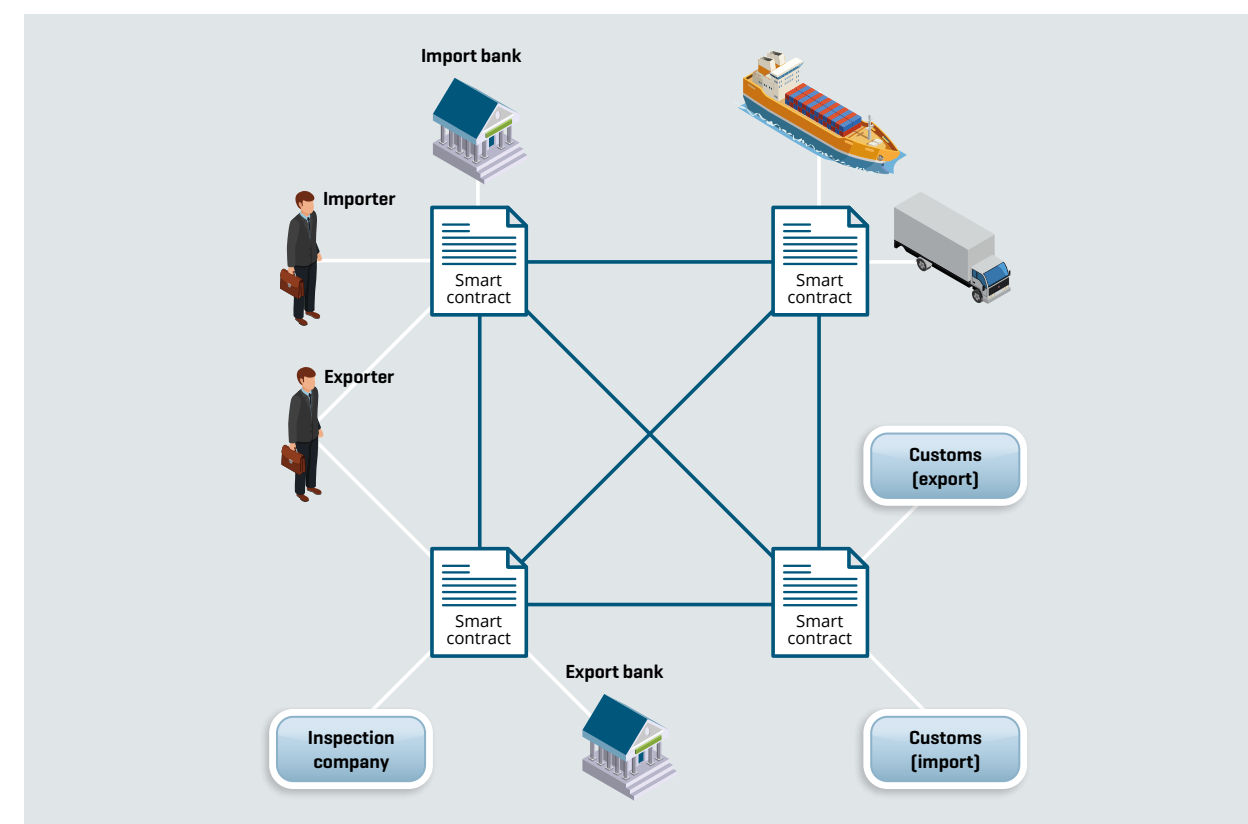 Import bank
Importer
Smart
contract
Smart
contract
Exporter
Customs
(export)
Smart
contract
Smart
contract
Export bank
Inspection
company
Customs
(import)